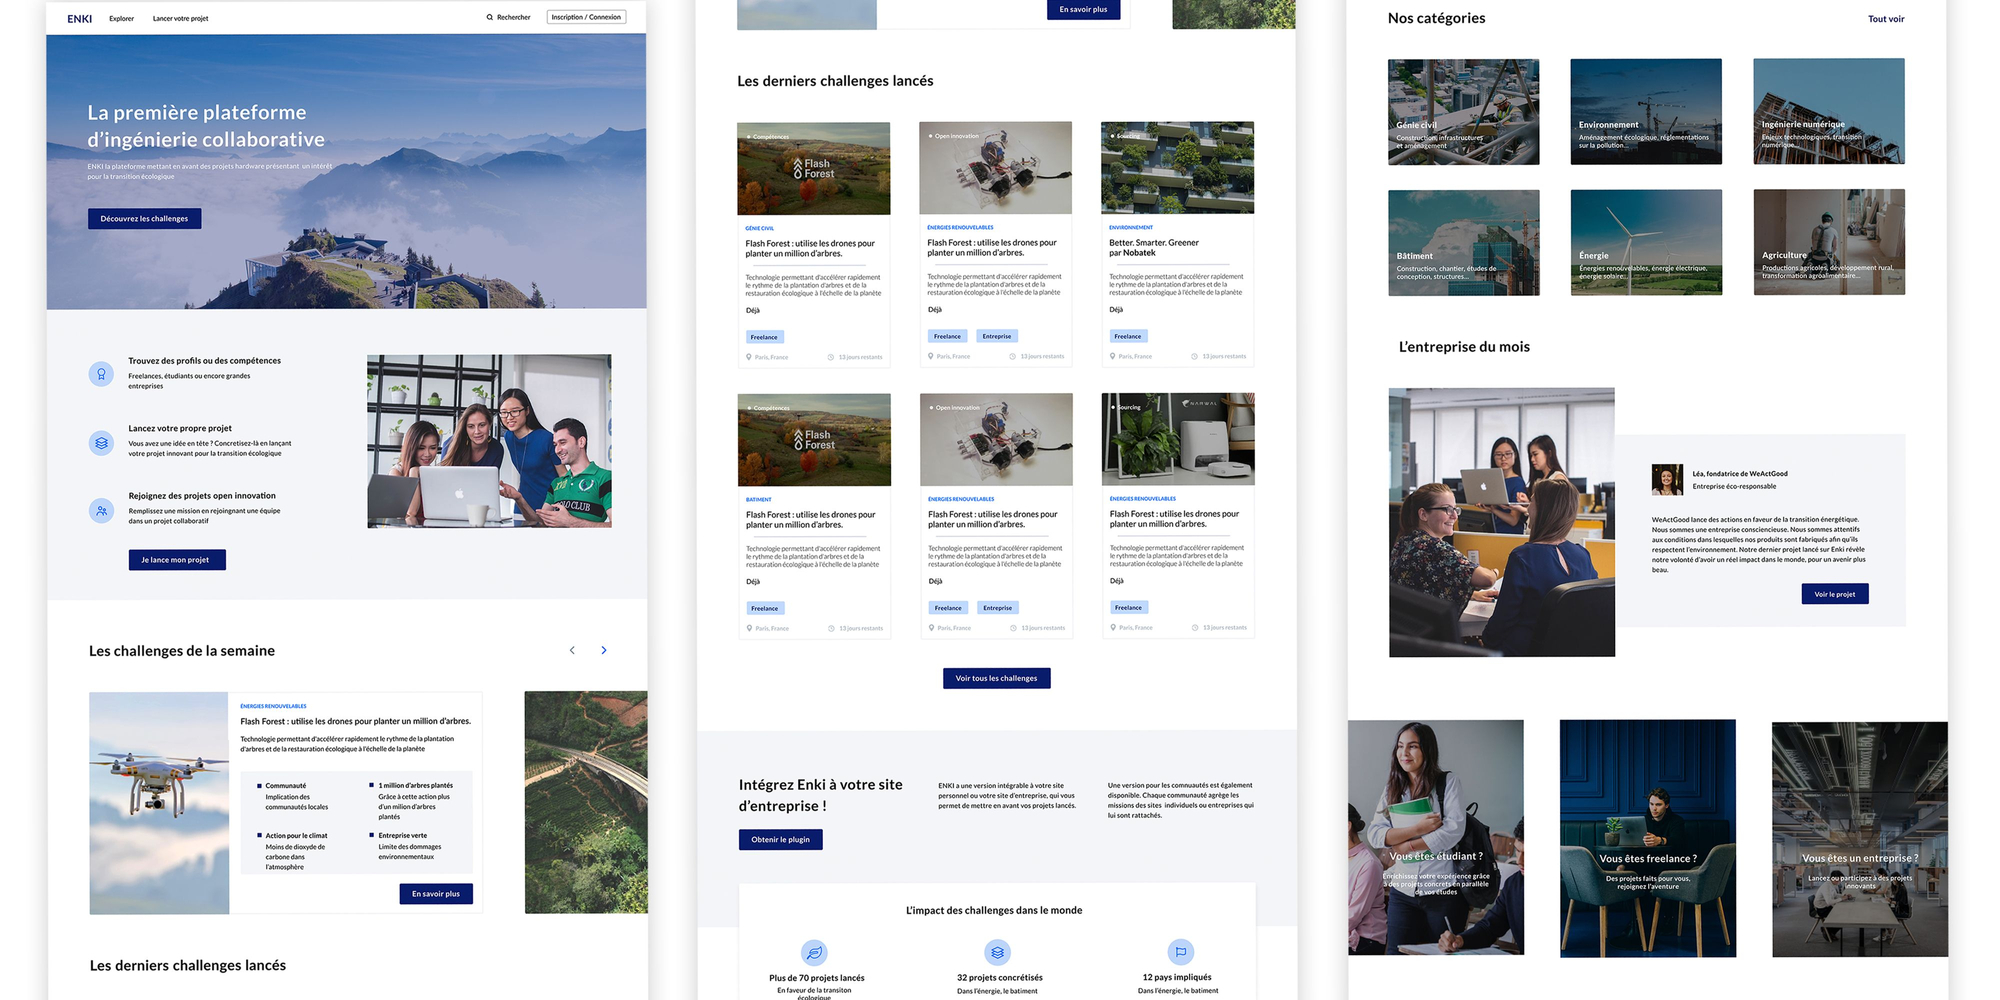 ENKI
Explorer
Lancer votre projet
Rechercher
Inscription / Connexion
La première plateforme
d'ingénierie collaborative
ENKI la plateforme mettant en avant des projets hardware présentant un intérêt
pour la transition écologique
Découvrez les challenges
Trouvez des profils ou des compétences
Freelances, étudiants ou encore grandes
entreprises
Lancez votre propre projet
Vous avez une idée en tête ? Concretisez-là en lançant
votre projet innovant pour la transition écologique
Rejoignez des projets open innovation
Remplissez une mission en rejoingnant une équipe
dans un projet collaboratif
Je lance mon projet
POLO CLUB
Les challenges de la semaine
ÉNERGIES RENOUVELABLES
Flash Forest : utilise les drones pour planter un million d'arbres.
Technologie permettant d'accélérer rapidement le rythme de la plantation
d'arbres et de la restauration écologique à l'échelle de la planète
Communauté
Implication des
communautés locales
1 million d'arbres plantés
Grâce à cette action plus
d'un milion d'arbres
plantés
Action pour le climat
Moins de dioxyde de
carbone dans
l'atmosphère
Entreprise verte
Limite des dommages
environnementaux
En savoir plus
Les derniers challenges lancés
En savoir plus
Les derniers challenges lancés
Compétences
Flash
Forest
GÉNIE CIVIL
Flash Forest : utilise les drones pour
planter un million d'arbres.
Technologie permettant d'accélérer rapidement
le rythme de la plantation d'arbres et de la
restauration écologique à l'échelle de la planète
Déjà
Freelance
Paris, France
13 jours restants
Open innovation
ÉNERGIES RENOUVELABLES
Flash Forest : utilise les drones pour
planter un million d'arbres.
Technologie permettant d'accélérer rapidement
le rythme de la plantation d'arbres et de la
restauration écologique à l'échelle de la planète
Déjà
Freelance
Entreprise
Paris, France
13 jours restants
Sourcing
ENVIRONNEMENT
Better. Smarter. Greener
par Nobatek
Technologie permettant d'accélérer rapidement
le rythme de la plantation d'arbres et de la
restauration écologique à l'échelle de la planète
Déjà
Freelance
Paris, France
13 jours restants
Compétences
Flash
Forest
BATIMENT
Flash Forest : utilise les drones pour
planter un million d'arbres.
Technologie permettant d'accélérer rapidement
le rythme de la plantation d'arbres et de la
restauration écologique à l'échelle de la planète
Déjà
Freelance
Paris, France
13 jours restants
Open innovation
ÉNERGIES RENOUVELABLES
Flash Forest : utilise les drones pour
planter un million d'arbres.
Technologie permettant d'accélérer rapidement
le rythme de la plantation d'arbres et de la
restauration écologique à l'échelle de la planète
Déjà
Freelance
Entreprise
Paris, France
13 jours restants
Sourcing
NARWAL
ÉNERGIES RENOUVELABLES
Flash Forest : utilise les drones pour
planter un million d'arbres.
Technologie permettant d'accélérer rapidement
le rythme de la plantation d'arbres et de la
restauration écologique à l'échelle de la planète
Déjà
Freelance
Paris, France
13 jours restants
Voir tous les challenges
Intégrez Enki à votre site
d'entreprise !
Obtenir le plugin
ENKI a une version intégrable à votre site
personnel ou votre site d'entreprise, qui vous
permet de mettre en avant vos projets lancés.
Une version pour les comnuautés est également
disponible. Chaque communauté agrège les
missions des sites individuels ou entreprises qui
lui sont rattachés.
L'impact des challenges dans le monde
Plus de 70 projets lancés
En faveur de la transiton
écologique
32 projets concrétisés
Dans l'énergie, le batiment
12 pays impliqués
Dans l'énergie, le batiment
Nos catégories
Tout voir
Génie civil
Construction, infrastructures
et aménagement
Environnement
Aménagement écologique, réglementations
sur la pollution...
Ingénierie numérique
Enjeux technologiques, transition
numérique...
Bâtiment
Construction, chantier, études de
conception, structures...
Énergie
Énergies renouvelables, énergie électrique,
énergie solaire...
Agriculture
Productions agricoles, développement rural,
transformation agroalimentaire...
L'entreprise du mois
Léa, fondatrice de WeActGood
Entreprise éco-responsable
WeActGood lance des actions en faveur de la transition énergétique.
Nous sommes une entreprise consciencieuse. Nous sommes attentifs
aux conditions dans lesquelles nos produits sont fabriqués afin qu'ils
respectent l'environnement. Notre dernier projet lancé sur Enki révèle
notre volonté d'avoir un réel impact dans le monde, pour un avenir plus
beau.
Voir le projet
Vous êtes étudiant ?
Enrichissez votre expérience grâce
à des projets concrets en parallèle
de vos études
Vous êtes freelance ?
Des projets faits pour vous,
rejoignez l'aventure
Vous êtes un entreprise ?
Lancez ou participez à des projets
innovants